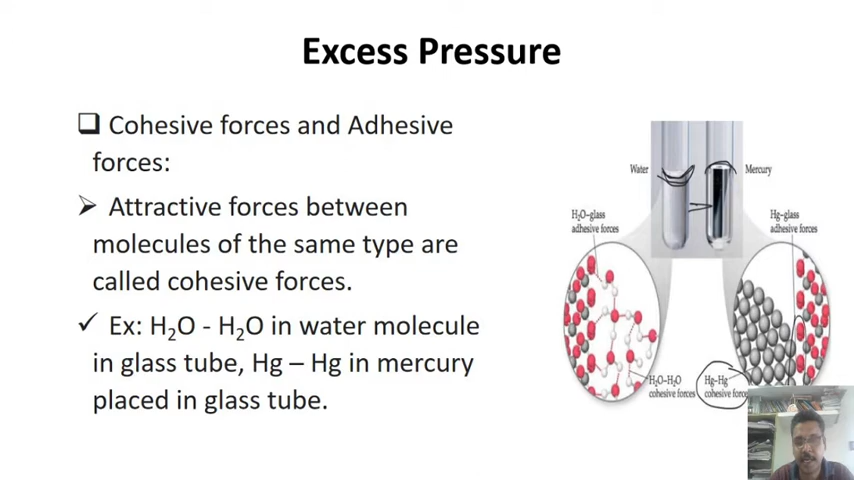 Excess Pressure
Cohesive forces and Adhesive
forces:
Attractive forces between
molecules of the same type are
called cohesive forces.
Ex: H₂O - H₂O in water molecule
in glass tube, Hg – Hg in mercury
placed in glass tube.
Water
Mercury
H₂O–glass
adhesive forces
Hg–glass
adhesive forces
H₂O–H₂O
cohesive forces
Hg–Hg
cohesive force